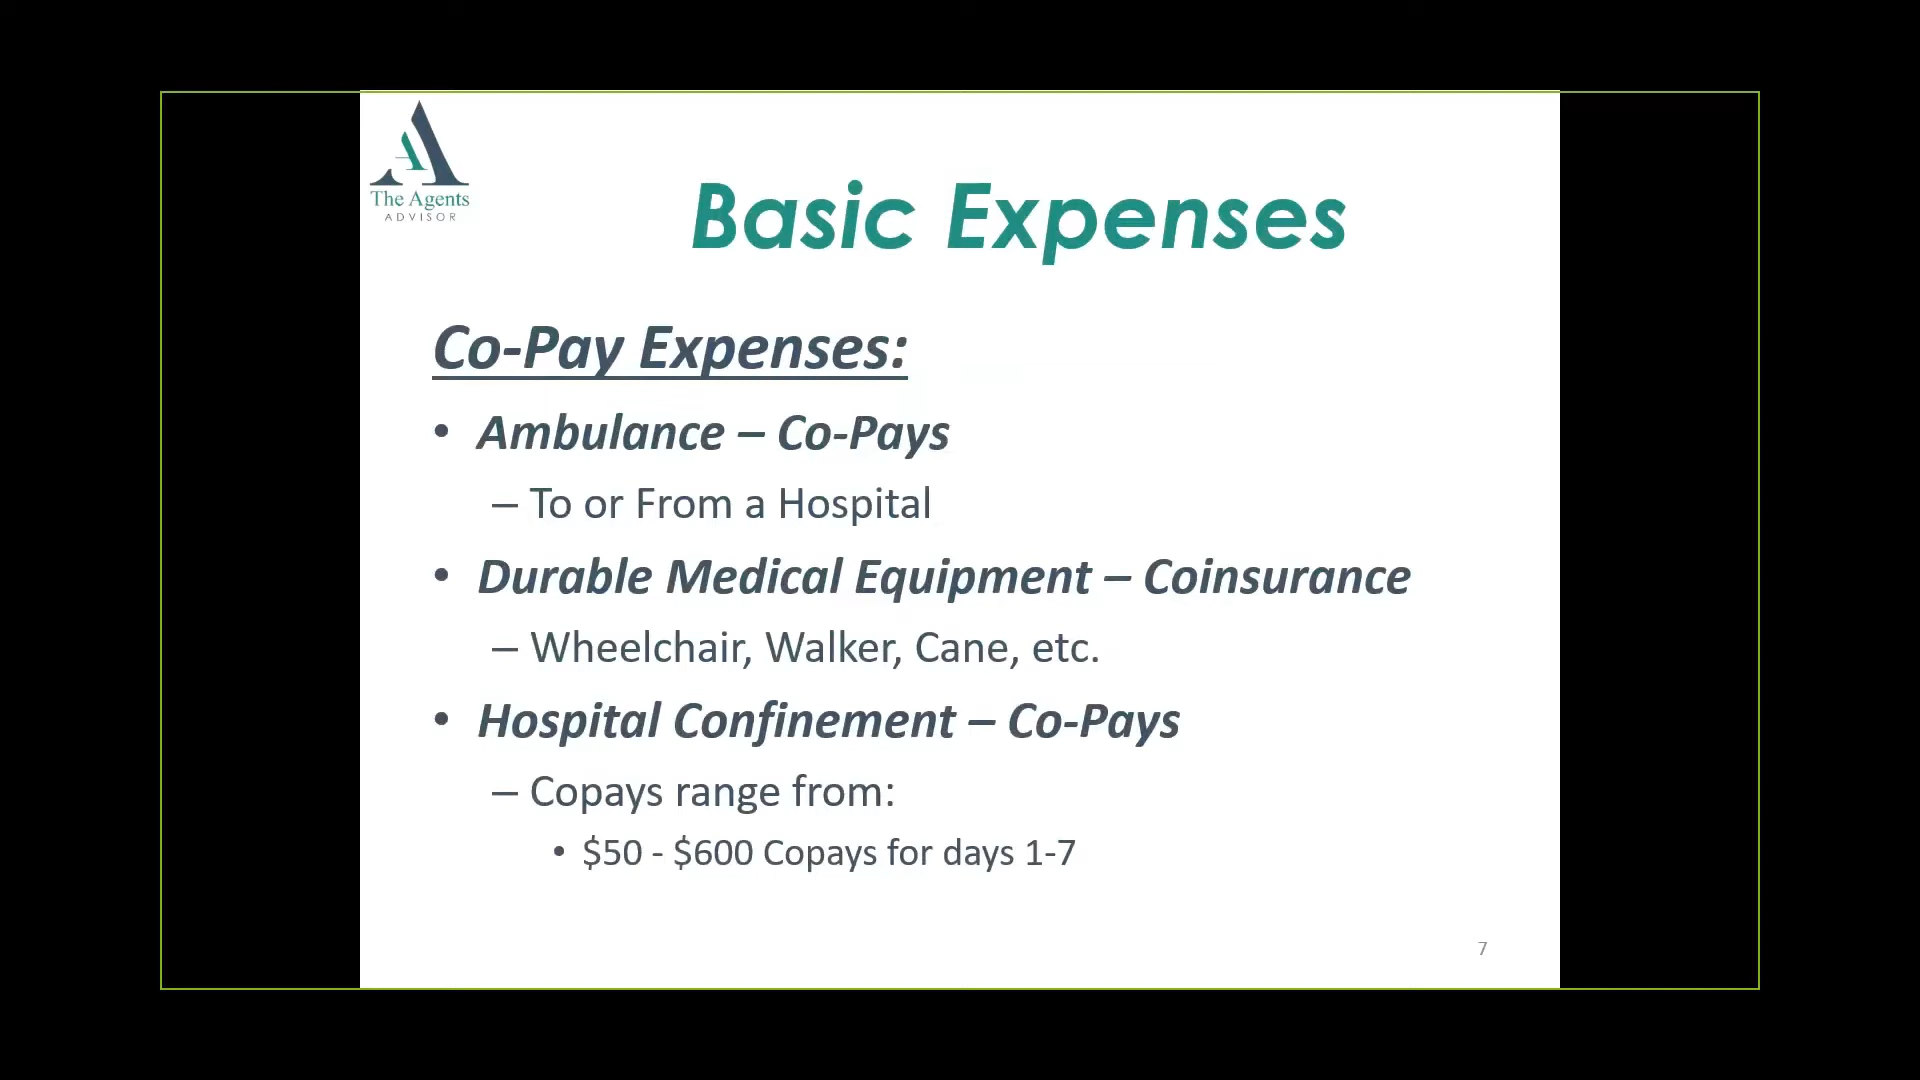 The Agents
ADVISOR
Basic Expenses
Co-Pay Expenses:
• Ambulance – Co-Pays
– To or From a Hospital
• Durable Medical Equipment – Coinsurance
– Wheelchair, Walker, Cane, etc.
• Hospital Confinement – Co-Pays
– Copays range from:
• $50 - $600 Copays for days 1-7
7